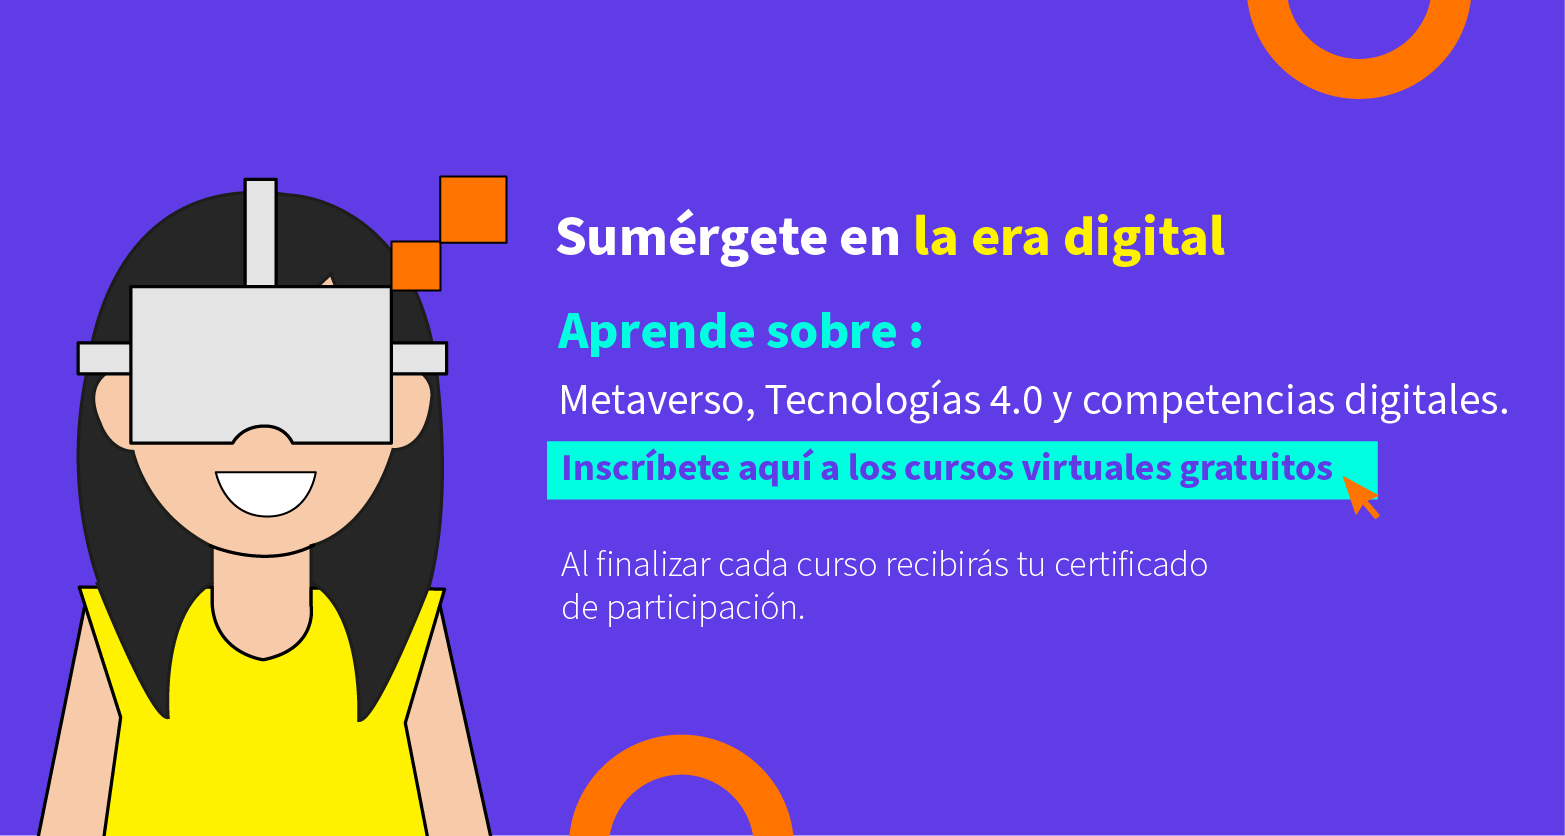 Sumérgete en la era digital
Aprende sobre :
Metaverso, Tecnologías 4.0 y competencias digitales.
Inscríbete aquí a los cursos virtuales gratuitos
Al finalizar cada curso recibirás tu certificado
de participación.